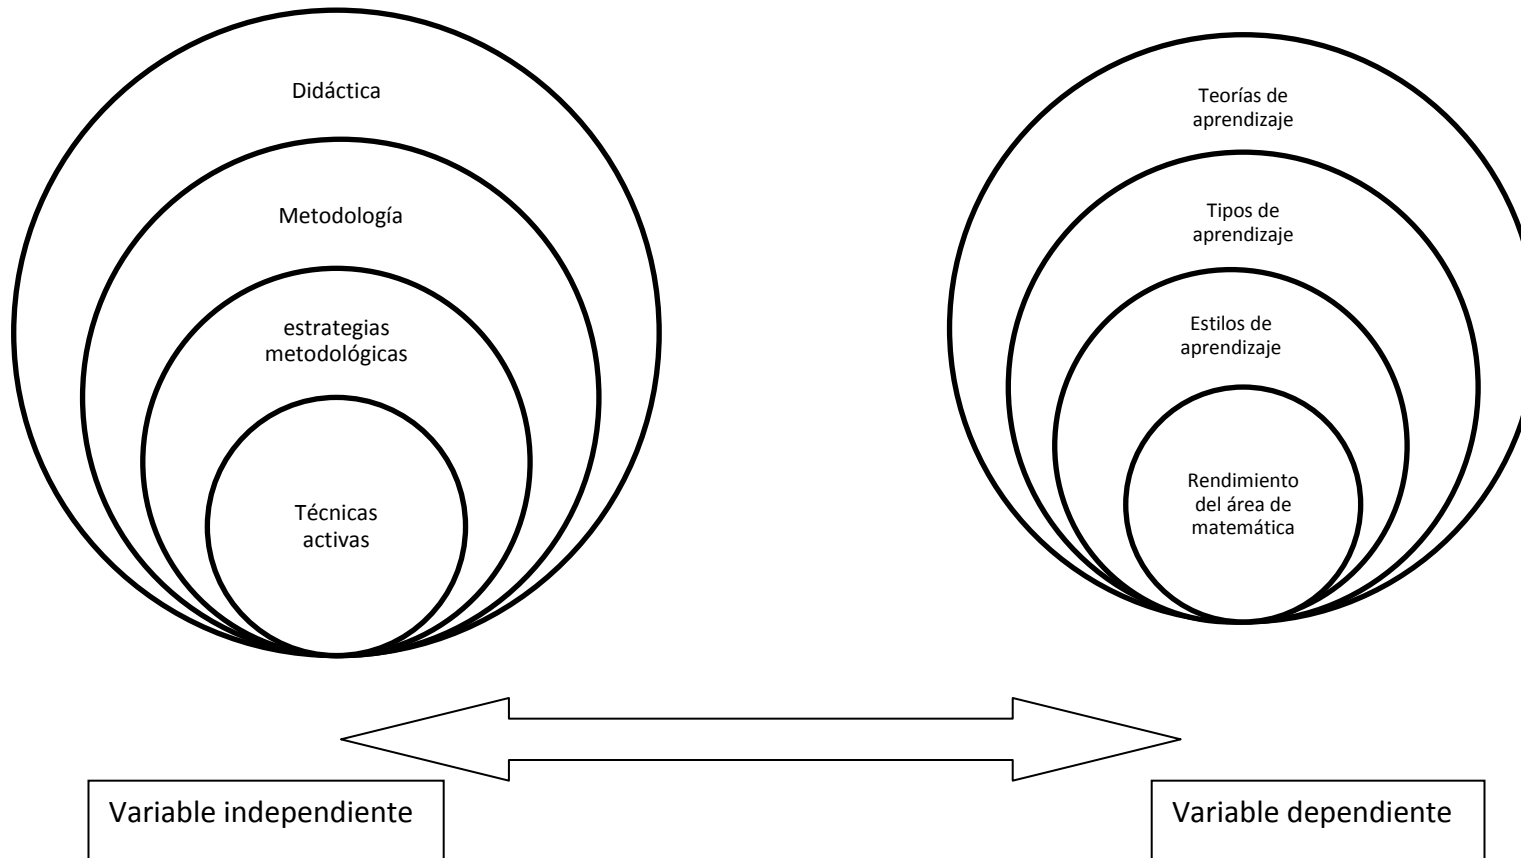 Didáctica
Metodología
estrategias
metodológicas
Técnicas
activas
Teorías de
aprendizaje
Tipos de
aprendizaje
Estilos de
aprendizaje
Rendimiento
del área de
matemática
Variable independiente
Variable dependiente